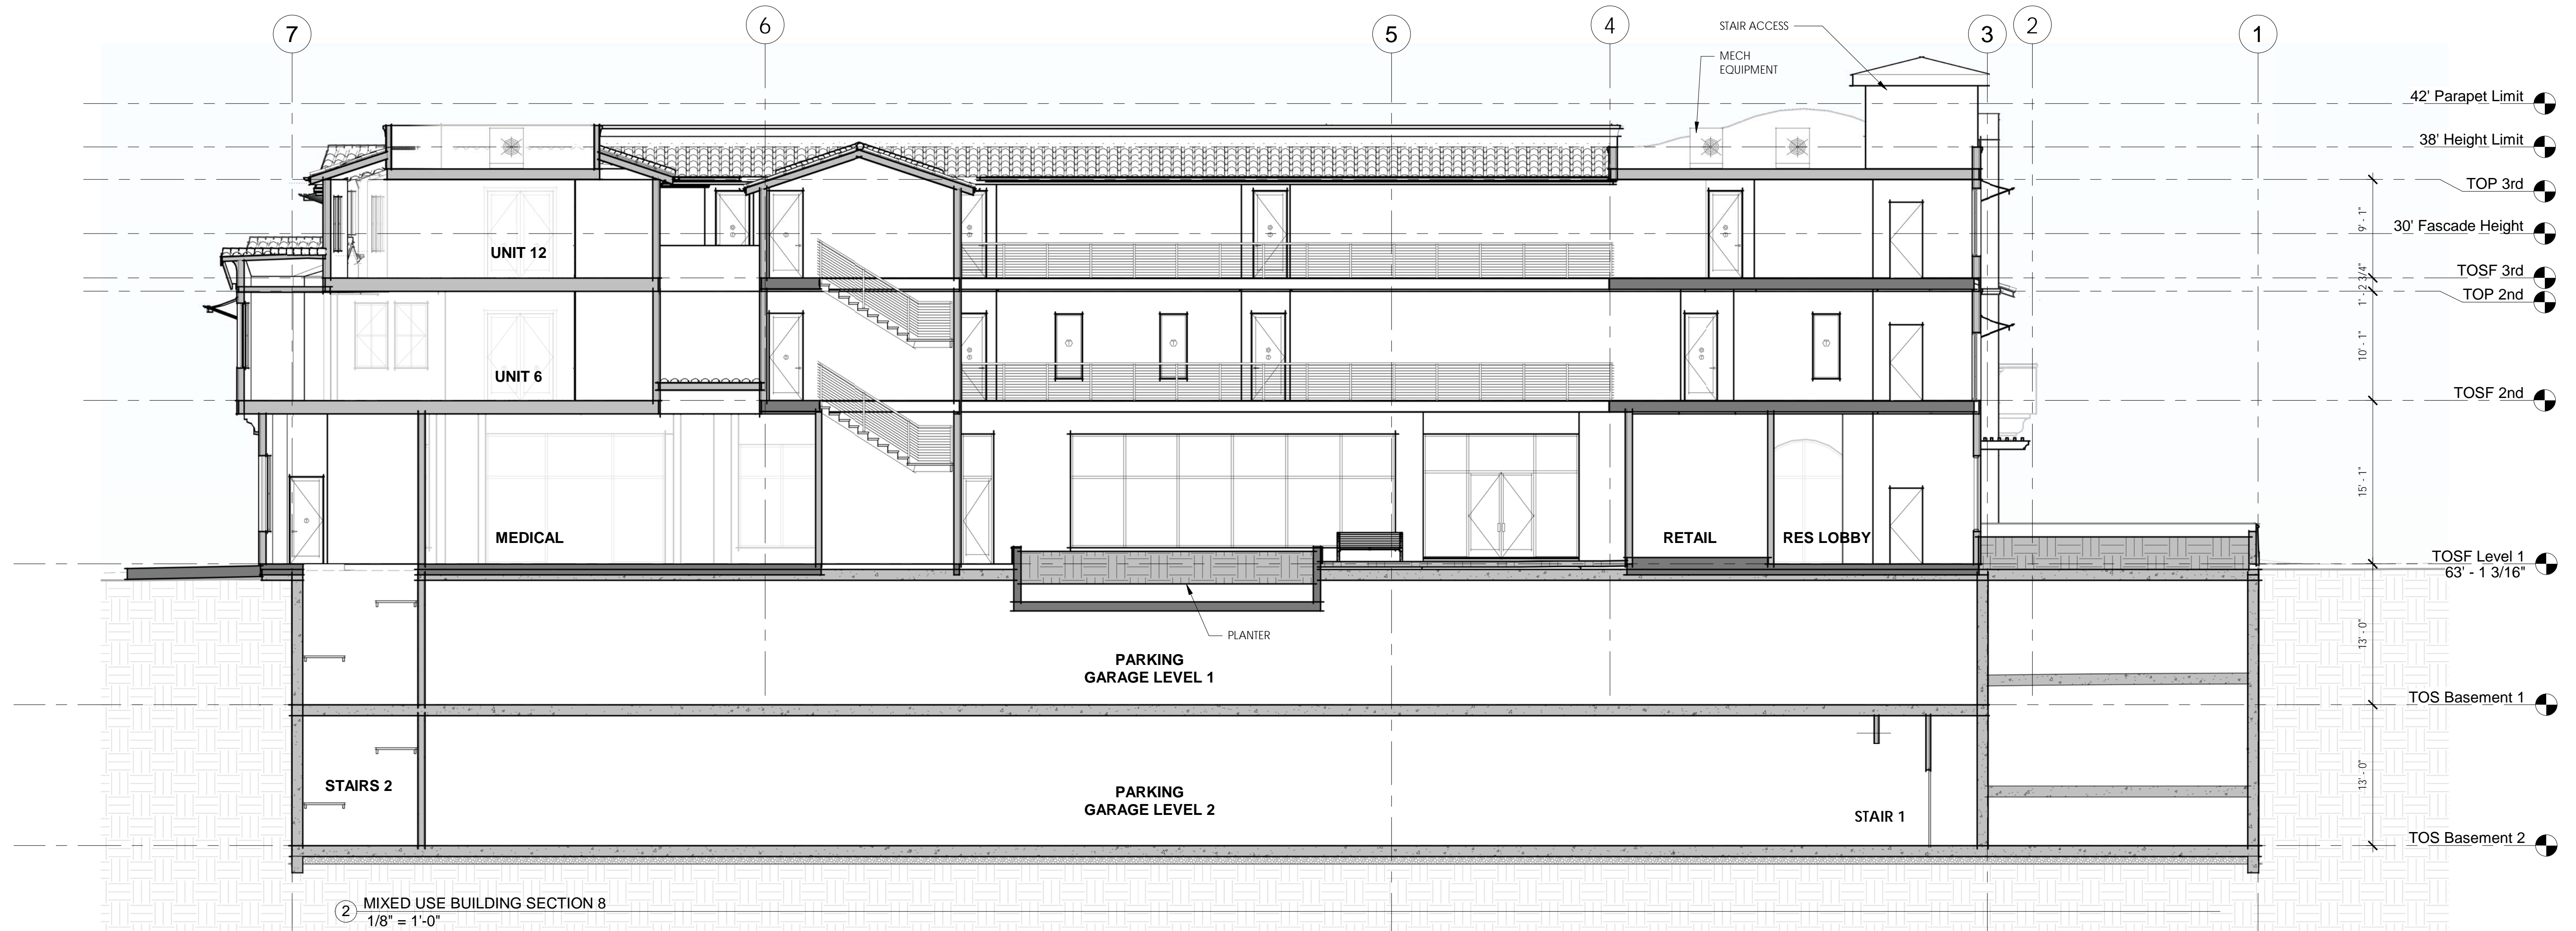 7
6
5
4
3
2
1
STAIR ACCESS
MECH
EQUIPMENT
42' Parapet Limit
38' Height Limit
TOP 3rd
9' - 1"
30' Fascade Height
UNIT 12
TOSF 3rd
1' - 2 3/4"
TOP 2nd
10' - 1"
UNIT 6
TOSF 2nd
15' - 1"
MEDICAL
RETAIL
RES LOBBY
TOSF Level 1
63' - 1 3/16"
PLANTER
13' - 0"
PARKING
GARAGE LEVEL 1
TOS Basement 1
STAIRS 2
PARKING
GARAGE LEVEL 2
13' - 0"
STAIR 1
TOS Basement 2
2
MIXED USE BUILDING SECTION 8
1/8" = 1'-0"